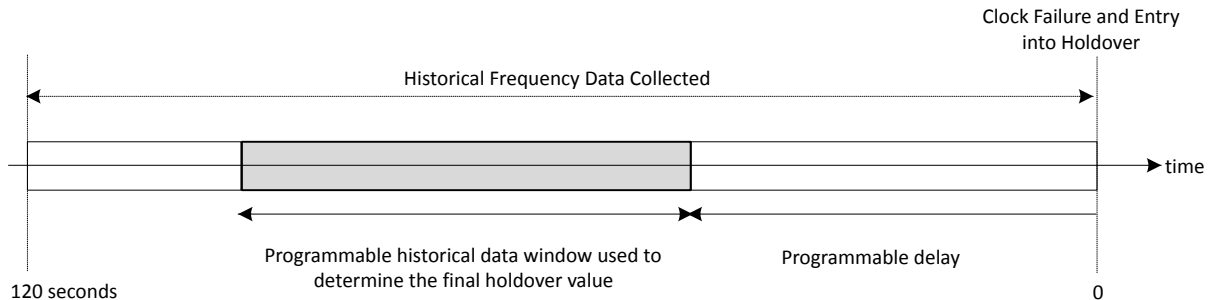 Clock Failure and Entry
into Holdover
Historical Frequency Data Collected
time
Programmable historical data window used to
determine the final holdover value
Programmable delay
120 seconds
0